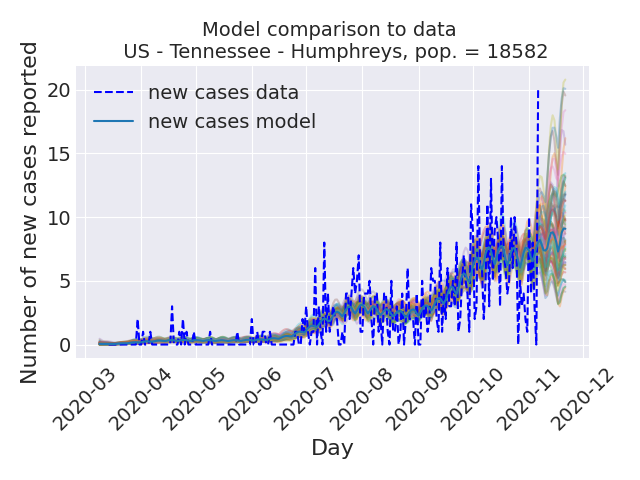 Model comparison to data
US - Tennessee - Humphreys, pop. = 18582
Number of new cases reported
20
15
10
5
0
new cases data
new cases model
2020-03
2020-04
2020-05
2020-06
2020-07
2020-08
2020-09
2020-10
2020-11
2020-12
Day